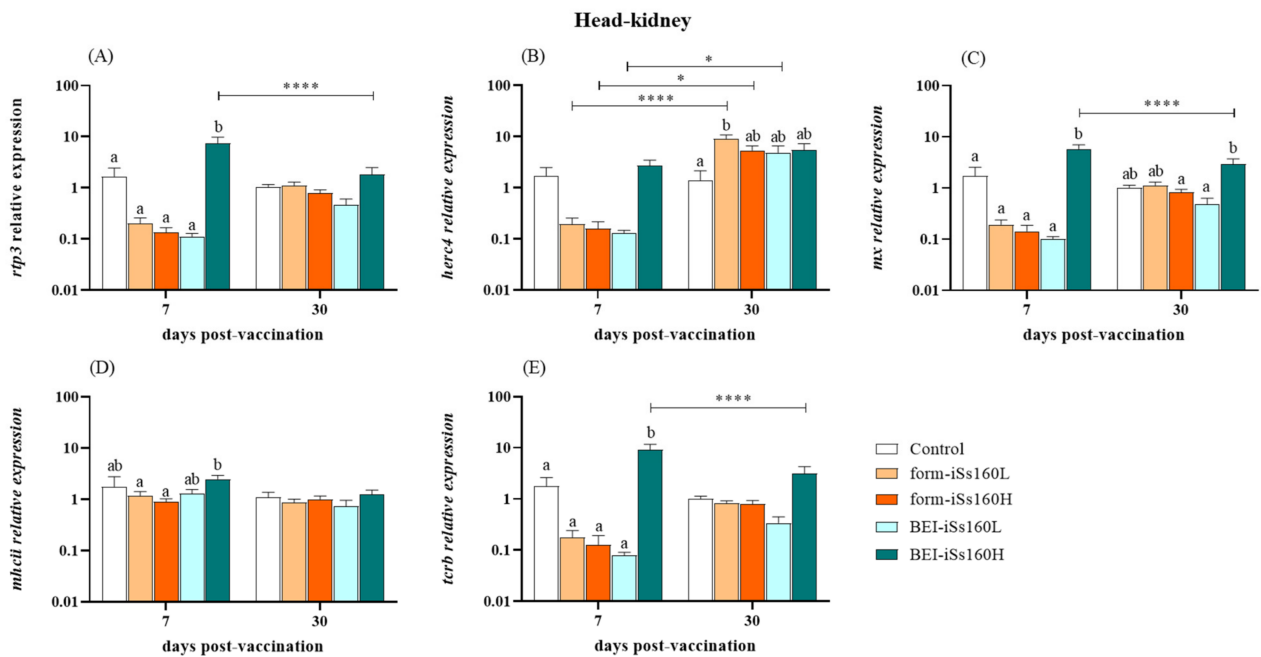 Head-kidney
(A)
rtp3 relative expression
100
10
1
0.1
0.01
a
a
a
a
b
****
7
30
days post-vaccination
(B)
herc4 relative expression
100
10
1
0.1
0.01
*
*
****
a
b
ab
ab
ab
7
30
days post-vaccination
(C)
mx relative expression
100
10
1
0.1
0.01
a
a
a
a
b
****
ab
ab
a
a
b
7
30
days post-vaccination
(D)
mhcii relative expression
100
10
1
0.1
0.01
ab
a
a
ab
b
7
30
days post-vaccination
(E)
tcrb relative expression
100
10
1
0.1
0.01
a
a
a
a
b
****
7
30
days post-vaccination
Control
form-iSs160L
form-iSs160H
BEI-iSs160L
BEI-iSs160H